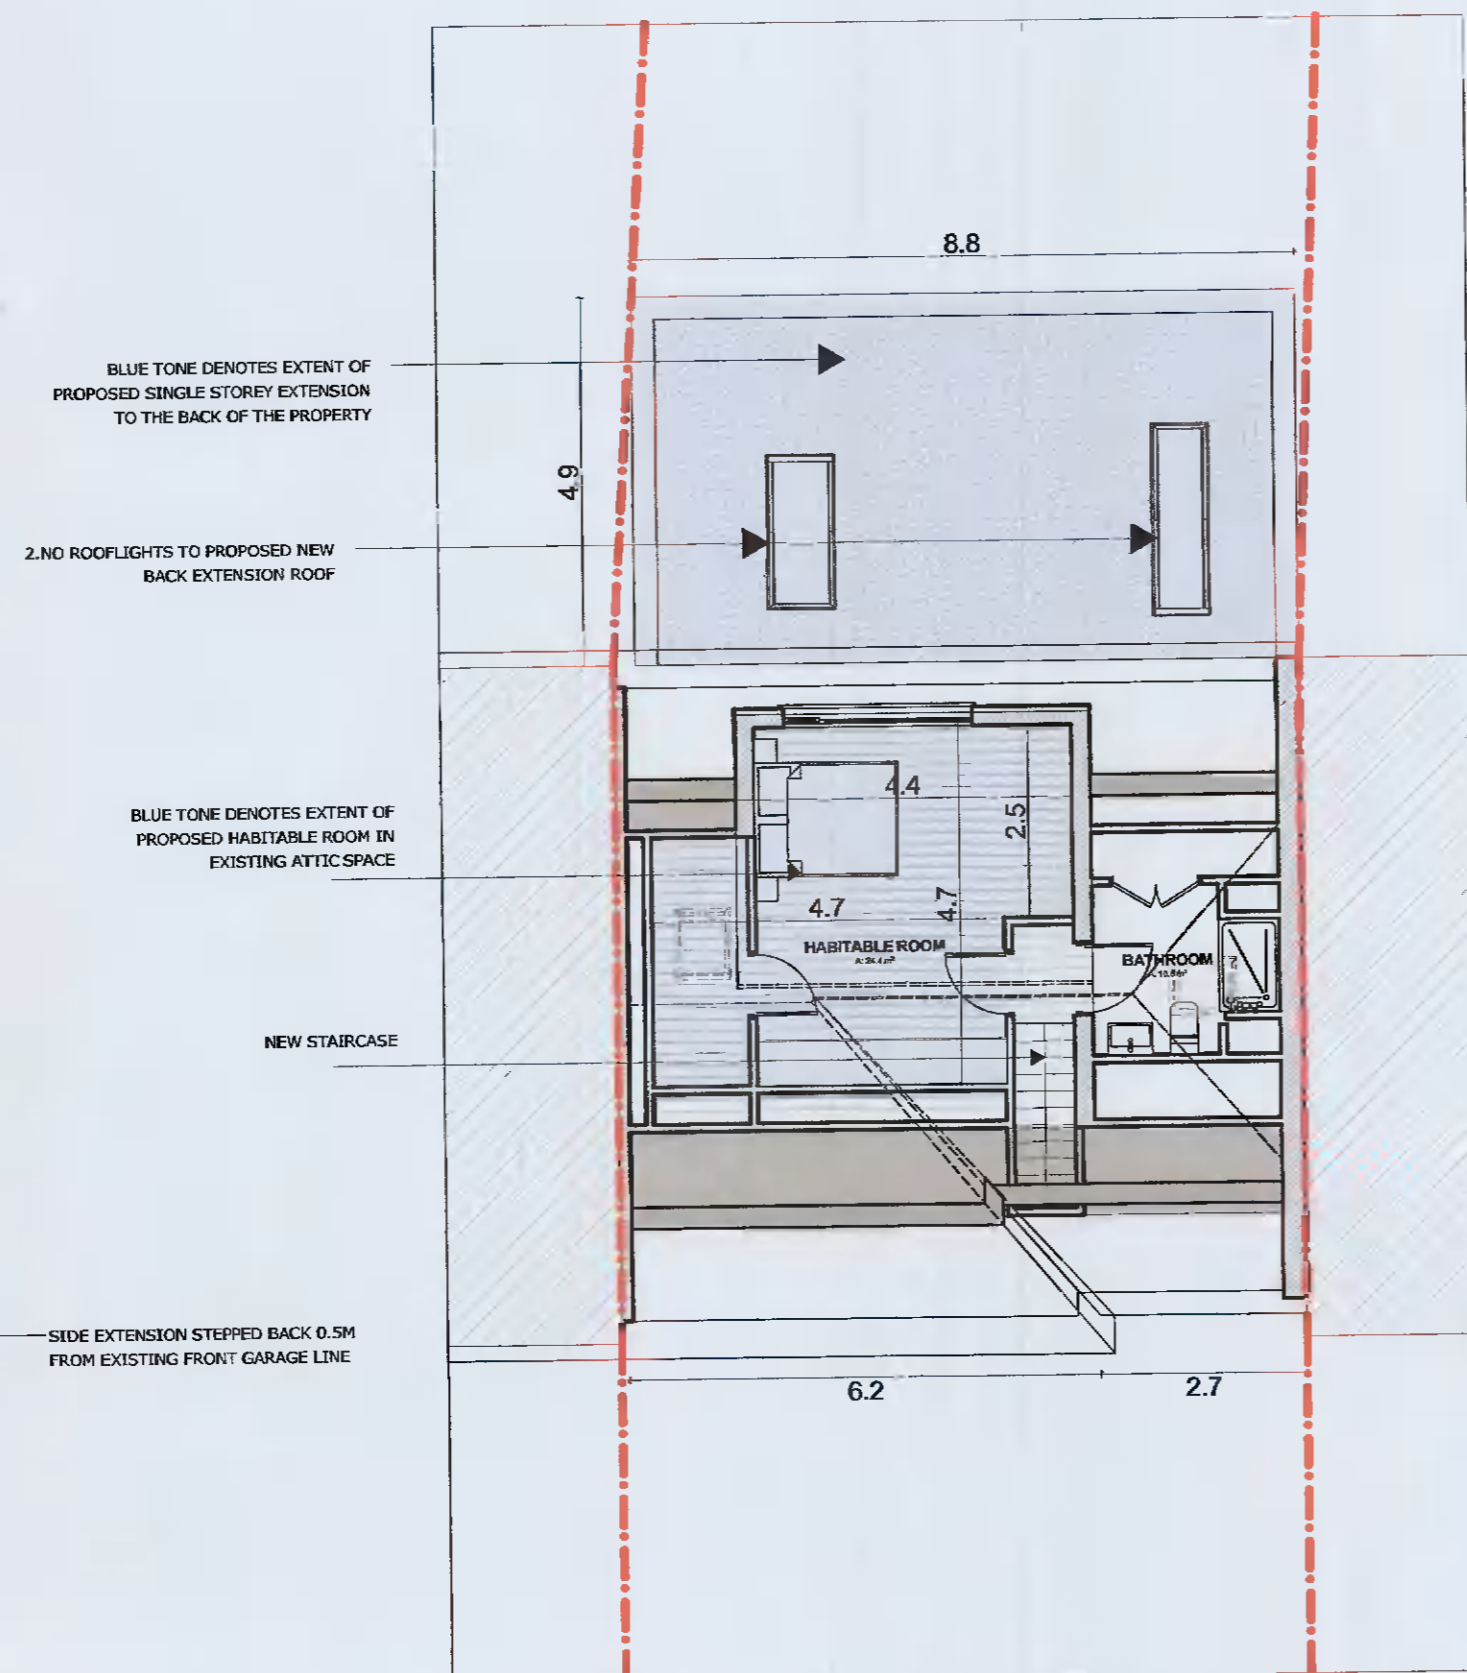 8.8
BLUE TONE DENOTES EXTENT OF
PROPOSED SINGLE STOREY EXTENSION
TO THE BACK OF THE PROPERTY
4.9
2.NO ROOFLIGHTS TO PROPOSED NEW
BACK EXTENSION ROOF
4.4
2.5
BLUE TONE DENOTES EXTENT OF
PROPOSED HABITABLE ROOM IN
EXISTING ATTIC SPACE
4.7
4.7
HABITABLE ROOM
BATHROOM
NEW STAIRCASE
SIDE EXTENSION STEPPED BACK 0.5M
FROM EXISTING FRONT GARAGE LINE
6.2
2.7